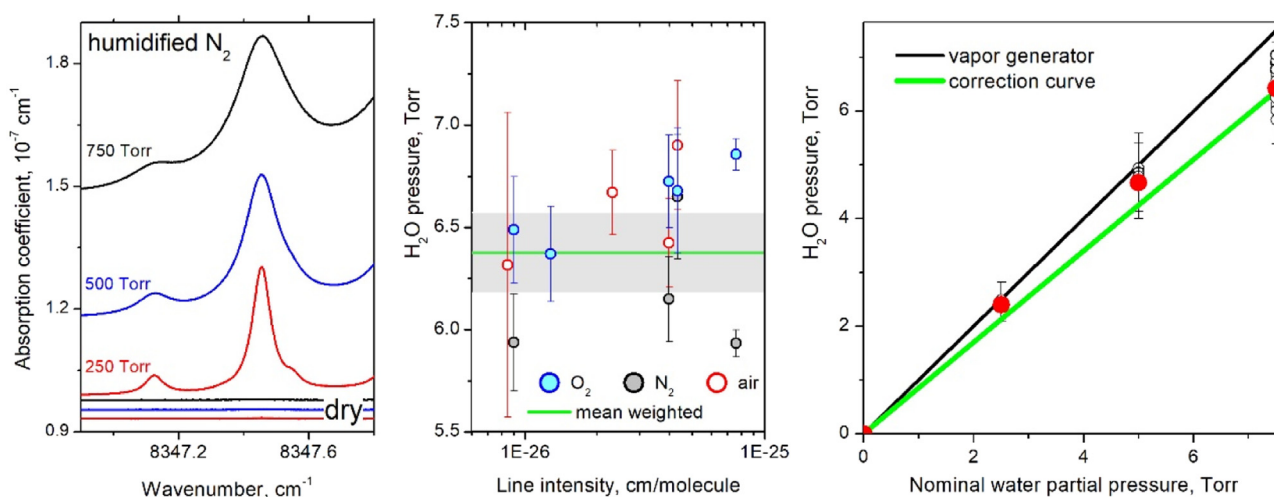 humidified N2
Absorption coefficient, 10-7 cm-1
1.8
1.5
1.2
0.9
750 Torr
500 Torr
250 Torr
dry
8347.2
8347.6
Wavenumber, cm-1
H2O pressure, Torr
7.5
7.0
6.5
6.0
5.5
O2
N2
air
mean weighted
1E-26
1E-25
Line intensity, cm/molecule
vapor generator
correction curve
H2O pressure, Torr
6
4
2
0
0
2
4
6
Nominal water partial pressure, Torr